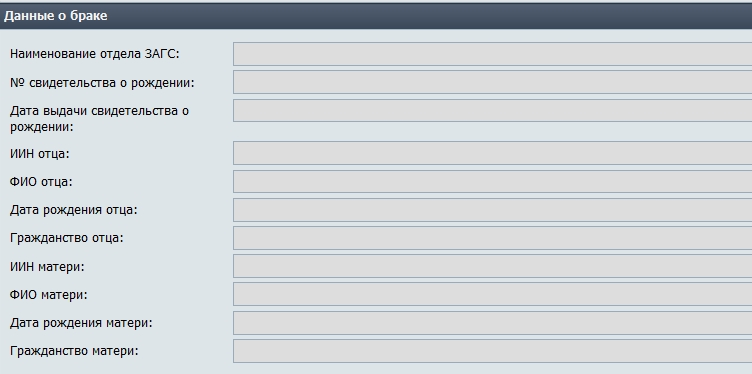 Данные о браке
Наименование отдела ЗАГС:
№ свидетельства о рождении:
Дата выдачи свидетельства о
рождении:
ИИН отца:
ФИО отца:
Дата рождения отца:
Гражданство отца:
ИИН матери:
ФИО матери:
Дата рождения матери:
Гражданство матери: